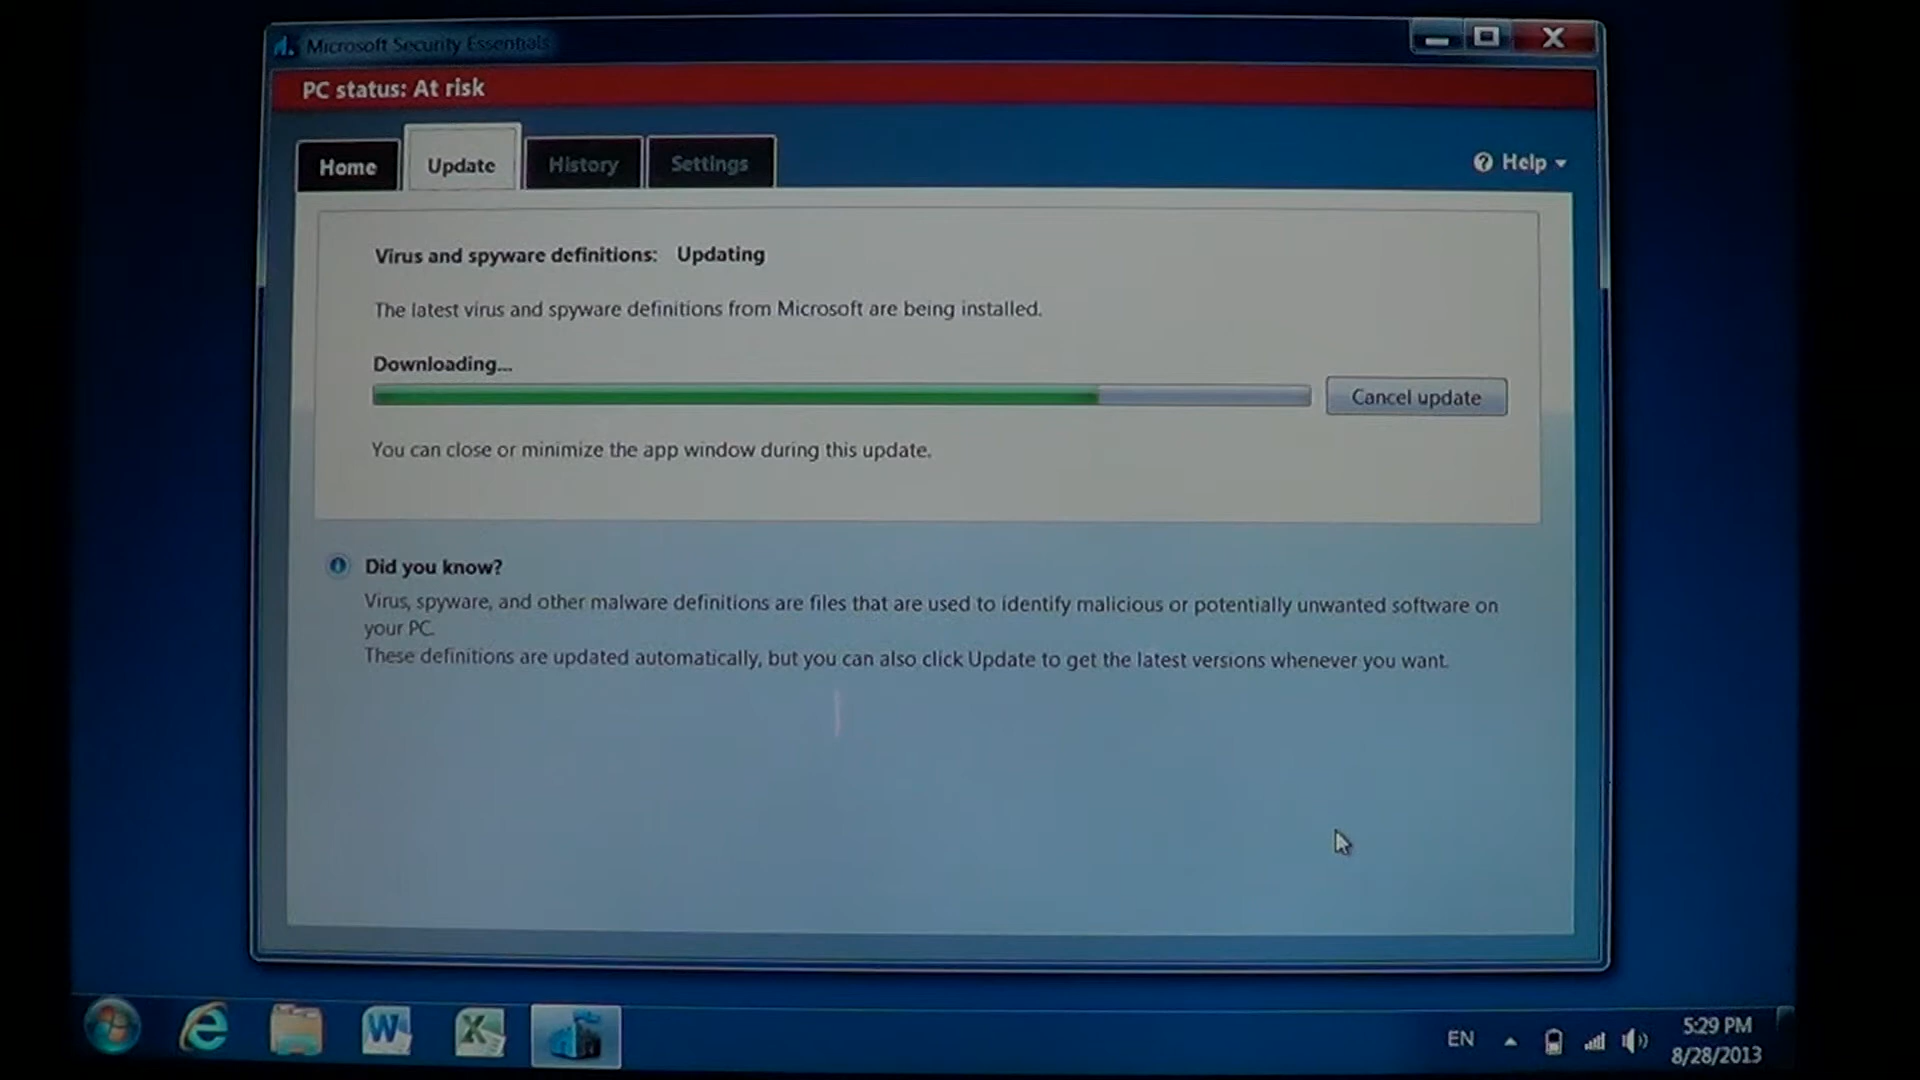 Microsoft Security Essentials
PC status: At risk
Home
Update
History
Settings
Help
Virus and spyware definitions: Updating
The latest virus and spyware definitions from Microsoft are being installed.
Downloading...
Cancel update
You can close or minimize the app window during this update.
Did you know?
Virus, spyware, and other malware definitions are files that are used to identify malicious or potentially unwanted software on
your PC.
These definitions are updated automatically, but you can also click Update to get the latest versions whenever you want.
EN
5:29 PM
8/28/2013